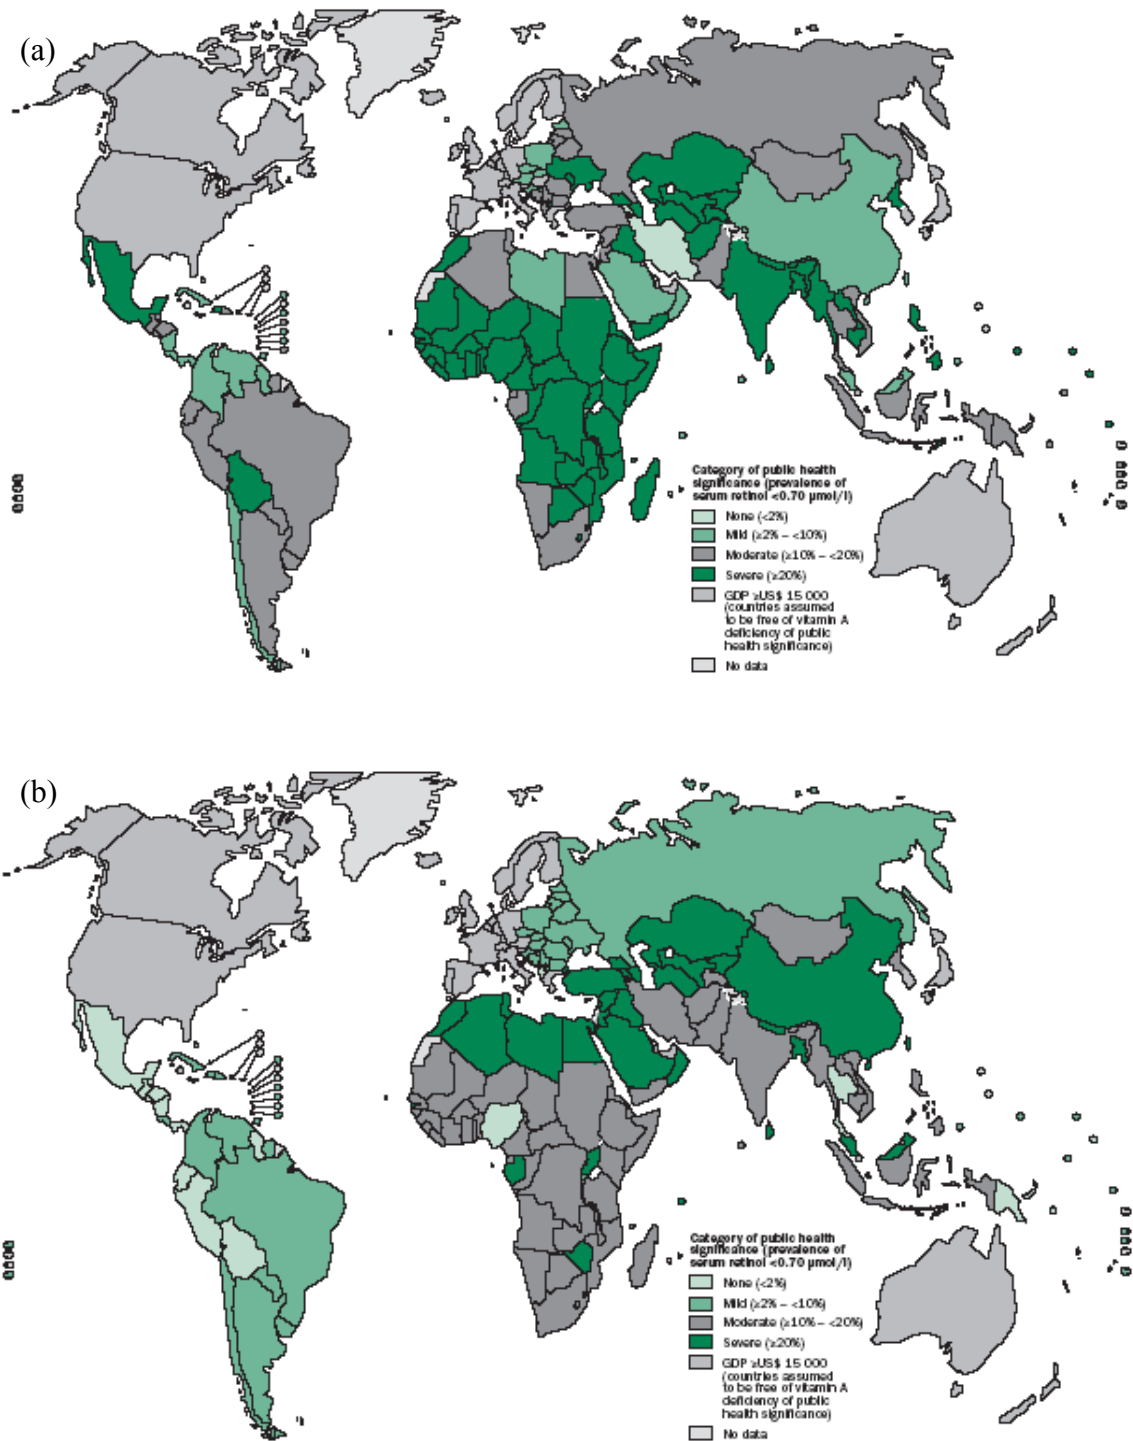 (a)
Category of public health
significance (prevalence of
serum retinol <0.70 µmol/l)
None (<2%)
Mild (≥2% – <10%)
Moderate (≥10% – <20%)
Severe (≥20%)
GDP ≥US$ 15 000
(countries assumed
to be free of vitamin A
deficiency of public
health significance)
No data
(b)
Category of public health
significance (prevalence of
serum retinol <0.70 µmol/l)
None (<2%)
Mild (≥2% – <10%)
Moderate (≥10% – <20%)
Severe (≥20%)
GDP ≥US$ 15 000
(countries assumed
to be free of vitamin A
deficiency of public
health significance)
No data